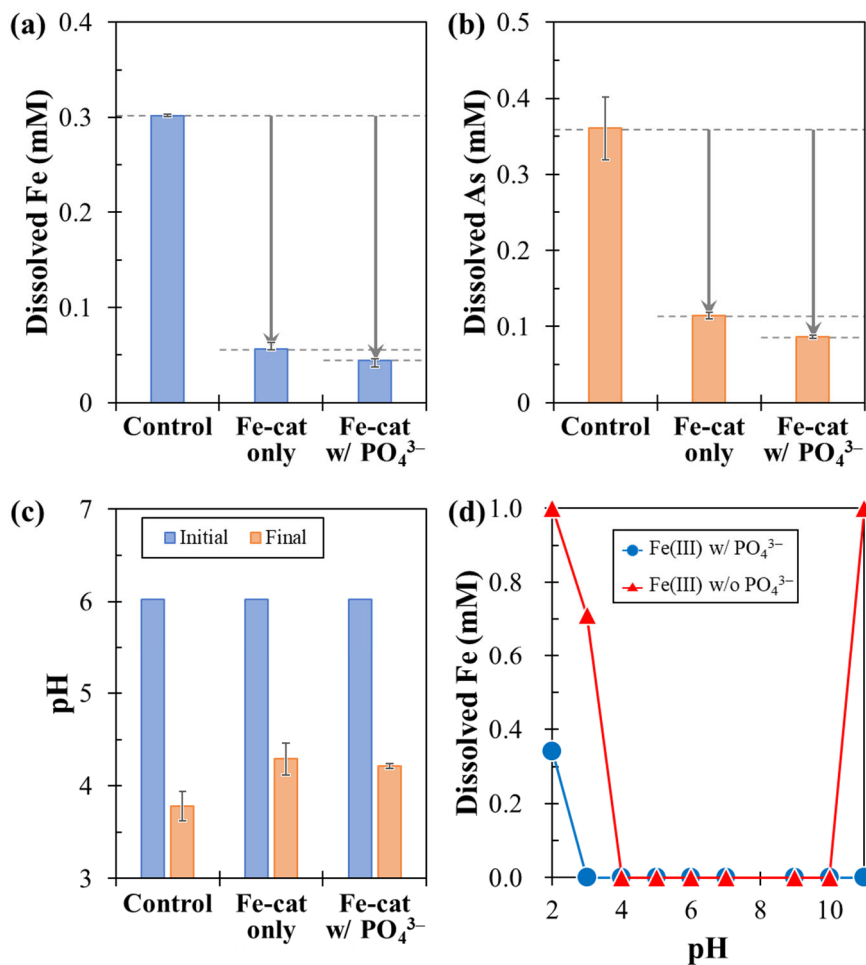 (a)
Dissolved Fe (mM)
0.4
0.3
0.2
0.1
0
Control
Fe-cat only
Fe-cat w/ PO₄³⁻
(b)
Dissolved As (mM)
0.5
0.4
0.3
0.2
0.1
0
Control
Fe-cat only
Fe-cat w/ PO₄³⁻
(c)
Initial
Final
pH
7
6
5
4
3
Control
Fe-cat only
Fe-cat w/ PO₄³⁻
(d)
Fe(III) w/ PO₄³⁻
Fe(III) w/o PO₄³⁻
Dissolved Fe (mM)
1.0
0.8
0.6
0.4
0.2
0.0
2 4 6 8 10
pH